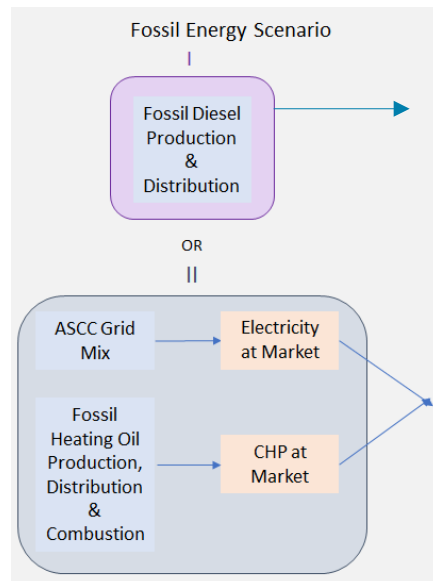 Fossil Energy Scenario
I
Fossil Diesel
Production
&
Distribution
OR
II
ASCC Grid
Mix
Electricity
at Market
Fossil
Heating Oil
Production,
Distribution
&
Combustion
CHP at
Market